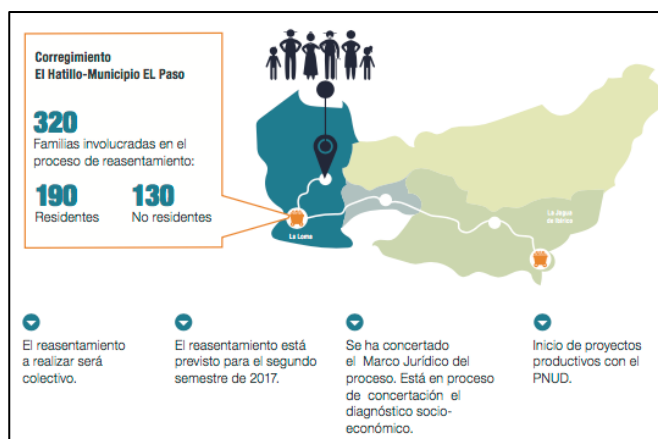 Corregimiento
El Hatillo-Municipio EL Paso
320
Familias involucradas en el
proceso de reasentamiento:
190
Residentes
130
No residentes
La Loma
La Jagua
de Ibirico
El reasentamiento
a realizar será
colectivo.
El reasentamiento está
previsto para el segundo
semestre de 2017.
Se ha concertado
el Marco Jurídico del
proceso. Está en proceso
de concertación el
diagnóstico socio-
económico.
Inicio de proyectos
productivos con el
PNUD.